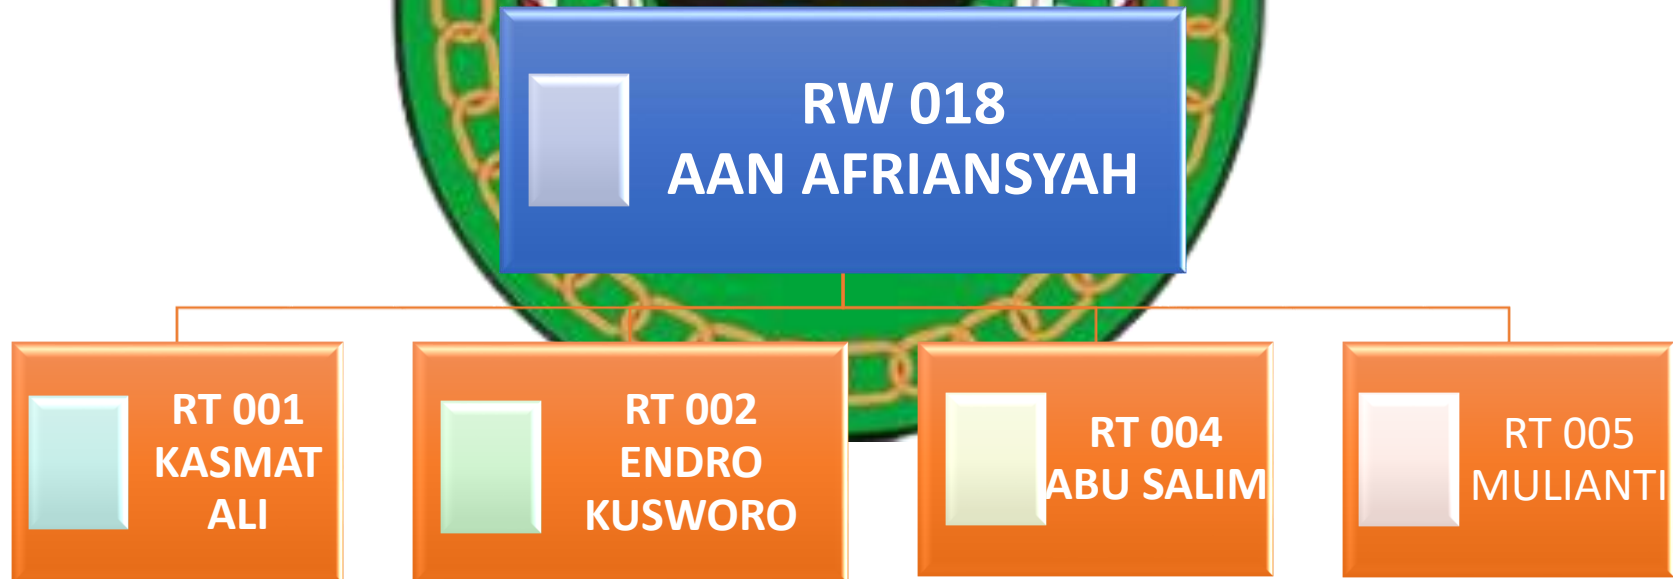 RW 018
AAN AFRIANSYAH
RT 001
KASMAT
ALI
RT 002
ENDRO
KUSWORO
RT 004
ABU SALIM
RT 005
MULIANTI